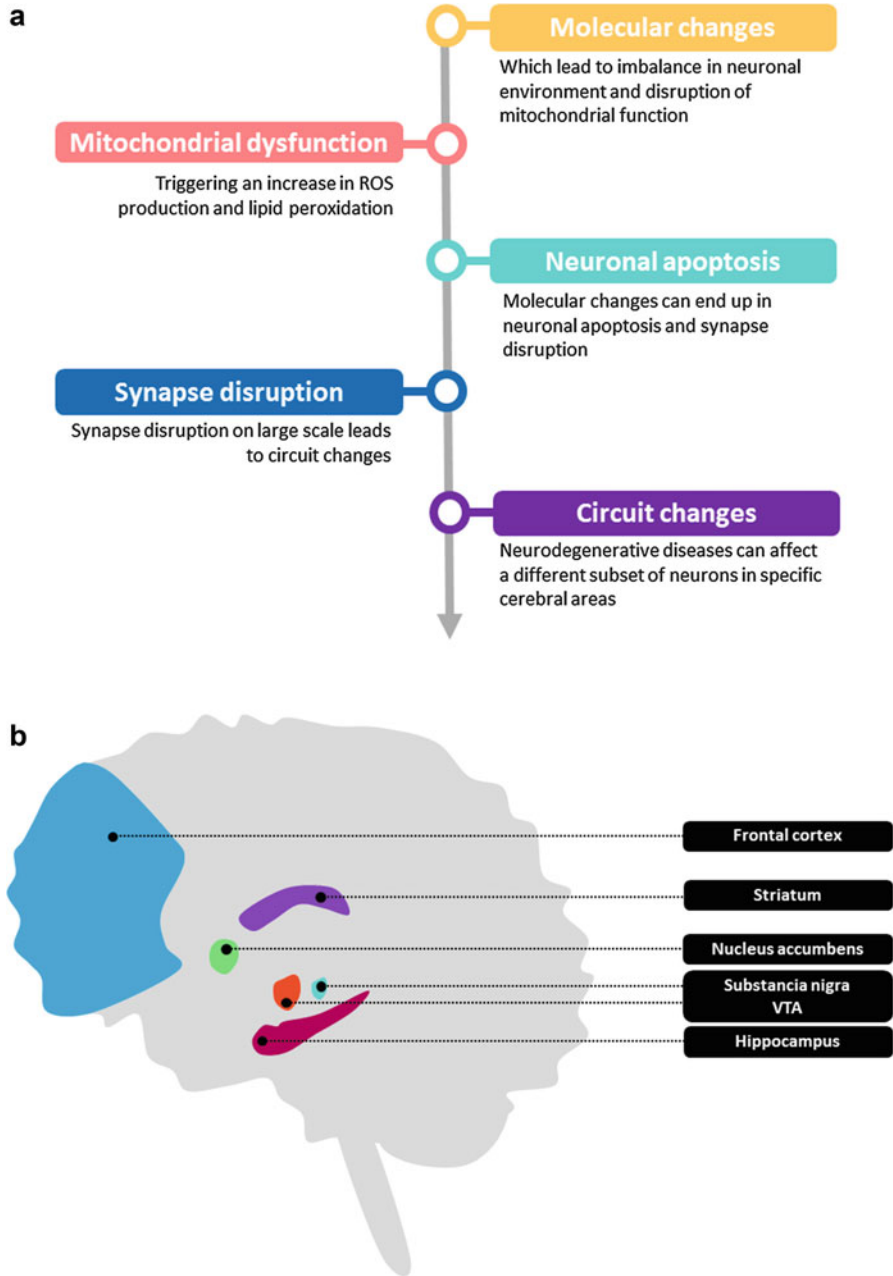 a
Molecular changes
Which lead to imbalance in neuronal
environment and disruption of
mitochondrial function
Mitochondrial dysfunction
Triggering an increase in ROS
production and lipid peroxidation
Neuronal apoptosis
Molecular changes can end up in
neuronal apoptosis and synapse
disruption
Synapse disruption
Synapse disruption on large scale leads
to circuit changes
Circuit changes
Neurodegenerative diseases can affect
a different subset of neurons in specific
cerebral areas
b
Frontal cortex
Striatum
Nucleus accumbens
Substancia nigra
VTA
Hippocampus